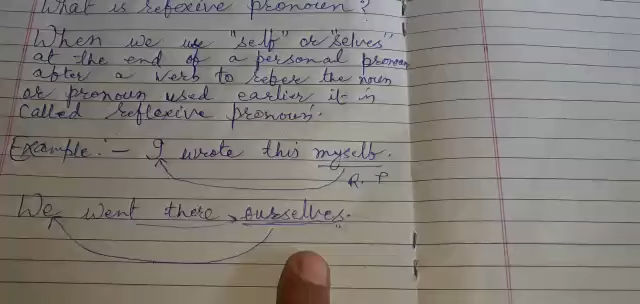 What is refexive pronoun?
When we use "self" or "selves"
at the end of a personal pronoun
after a verb to refer the noun
or pronoun used earlier it is
called reflexive pronoun.
Example:- I wrote this myself.
R. P
We went there ourselves.